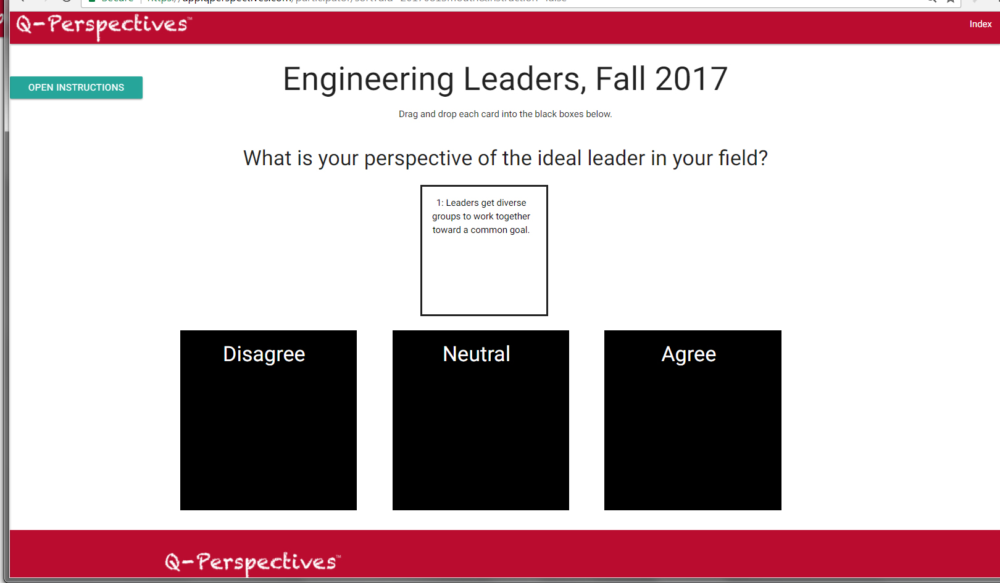 Q-Perspectives™
Index
OPEN INSTRUCTIONS
Engineering Leaders, Fall 2017
Drag and drop each card into the black boxes below.
What is your perspective of the ideal leader in your field?
1: Leaders get diverse
groups to work together
toward a common goal.
Disagree
Neutral
Agree
Q-Perspectives™